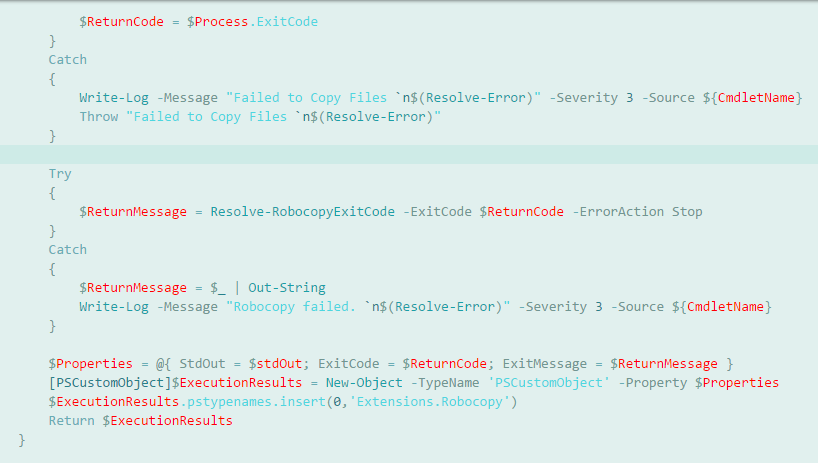 $ReturnCode = $Process.ExitCode
}
Catch
{
Write-Log -Message "Failed to Copy Files `n$(Resolve-Error)" -Severity 3 -Source ${CmdletName}
Throw "Failed to Copy Files `n$(Resolve-Error)"
}
Try
{
$ReturnMessage = Resolve-RobocopyExitCode -ExitCode $ReturnCode -ErrorAction Stop
}
Catch
{
$ReturnMessage = $_ | Out-String
Write-Log -Message "Robocopy failed. `n$(Resolve-Error)" -Severity 3 -Source ${CmdletName}
}
$Properties = @{ StdOut = $stdOut; ExitCode = $ReturnCode; ExitMessage = $ReturnMessage }
[PSCustomObject]$ExecutionResults = New-Object -TypeName 'PSCustomObject' -Property $Properties
$ExecutionResults.pstypenames.insert(0,'Extensions.Robocopy')
Return $ExecutionResults
}